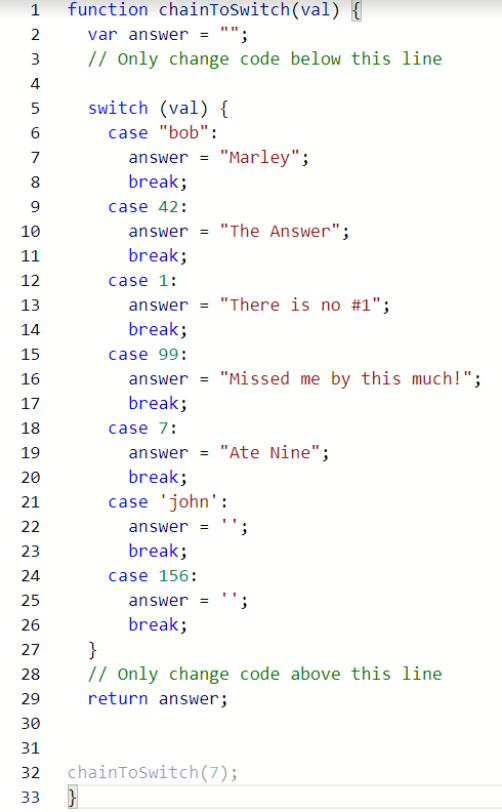 1 function chainToSwitch(val) {
2 var answer = "";
3 // Only change code below this line
4
5 switch (val) {
6 case "bob":
7 answer = "Marley";
8 break;
9 case 42:
10 answer = "The Answer";
11 break;
12 case 1:
13 answer = "There is no #1";
14 break;
15 case 99:
16 answer = "Missed me by this much!";
17 break;
18 case 7:
19 answer = "Ate Nine";
20 break;
21 case 'john':
22 answer = '';
23 break;
24 case 156:
25 answer = '';
26 break;
27 }
28 // Only change code above this line
29 return answer;
30
31
32 chainToSwitch(7);
33 }